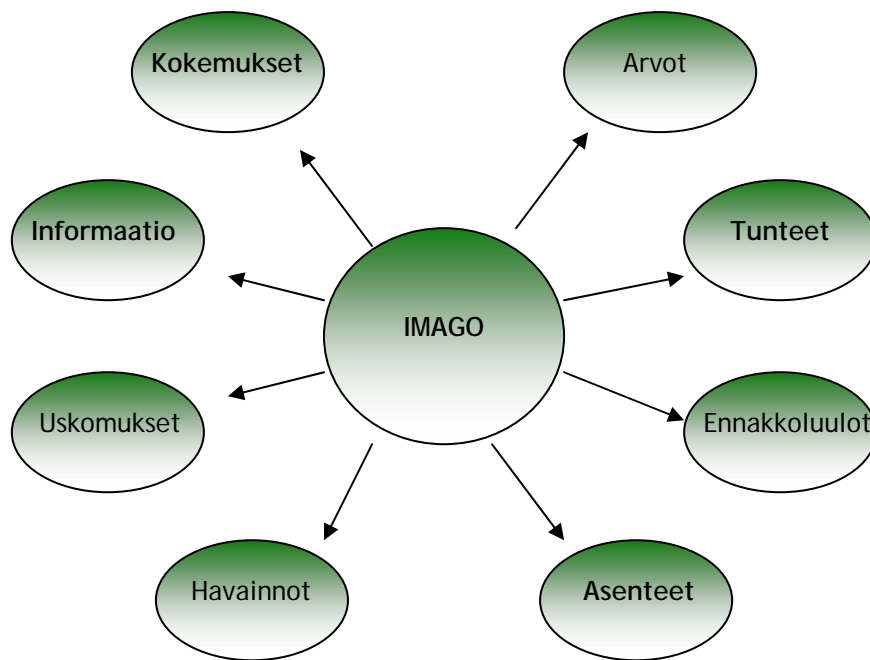 Kokemukset
Arvot
Informaatio
Tunteet
IMAGO
Uskomukset
Ennakkoluulot
Havainnot
Asenteet